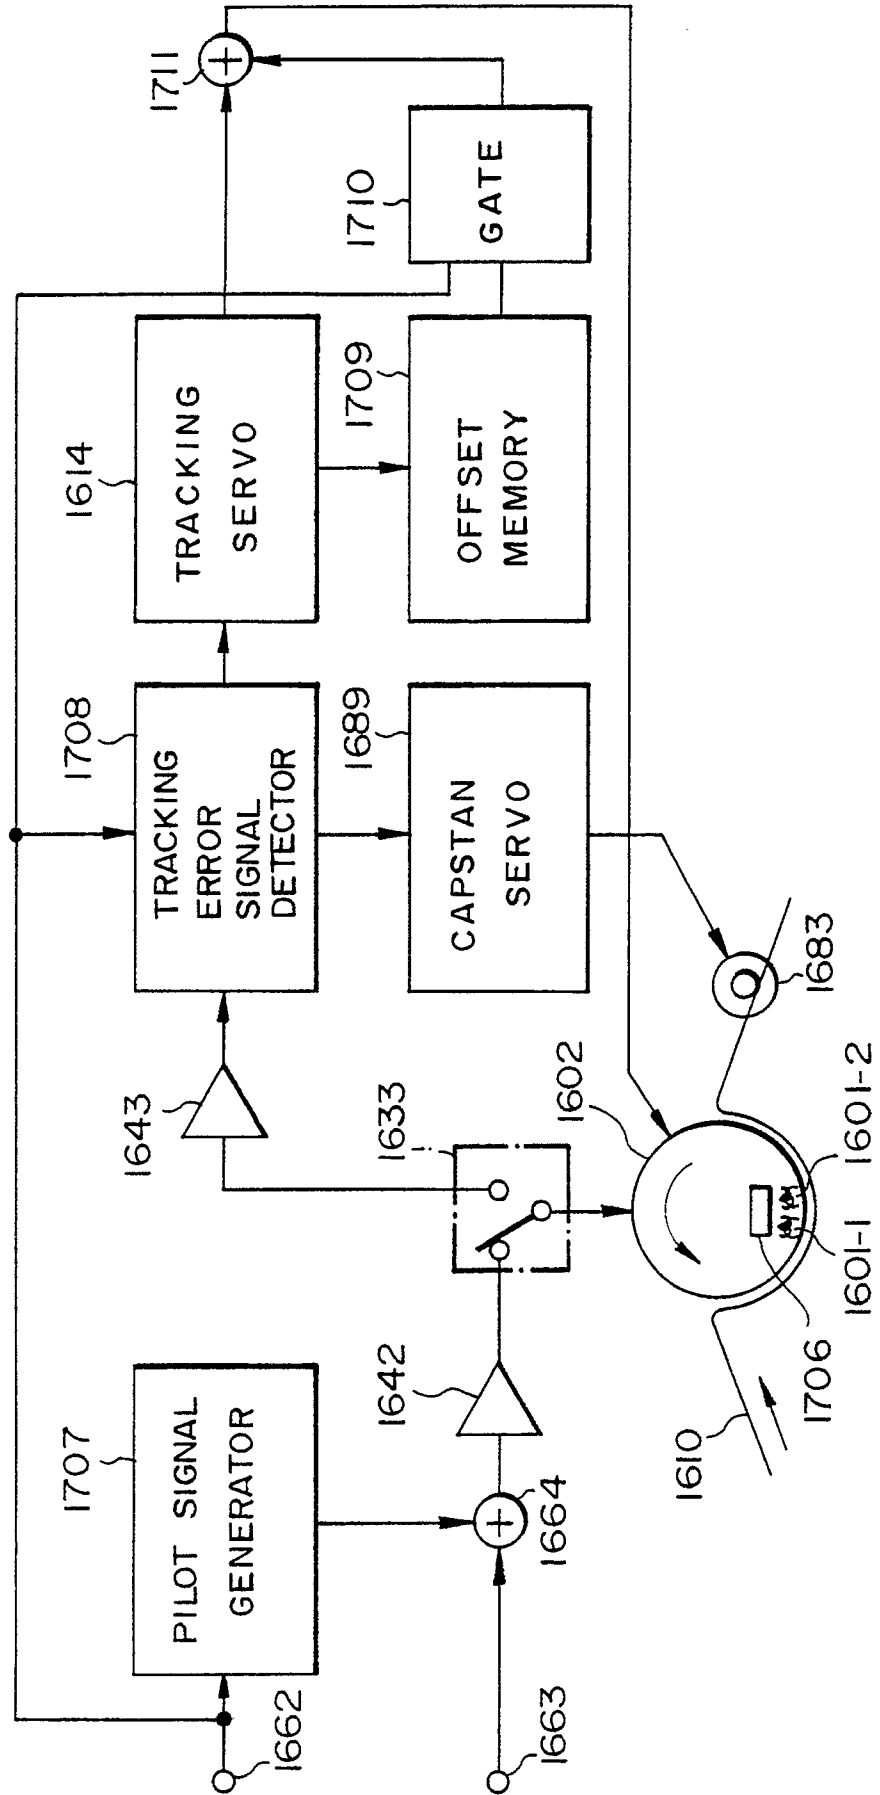 1662
1707
PILOT SIGNAL
GENERATOR
1663
1664
1642
1643
1633
1708
TRACKING
ERROR
SIGNAL
DETECTOR
1689
CAPSTAN
SERVO
1614
TRACKING
SERVO
1709
OFFSET
MEMORY
1710
GATE
1711
1610
1706
1601-1
1601-2
1602
1683